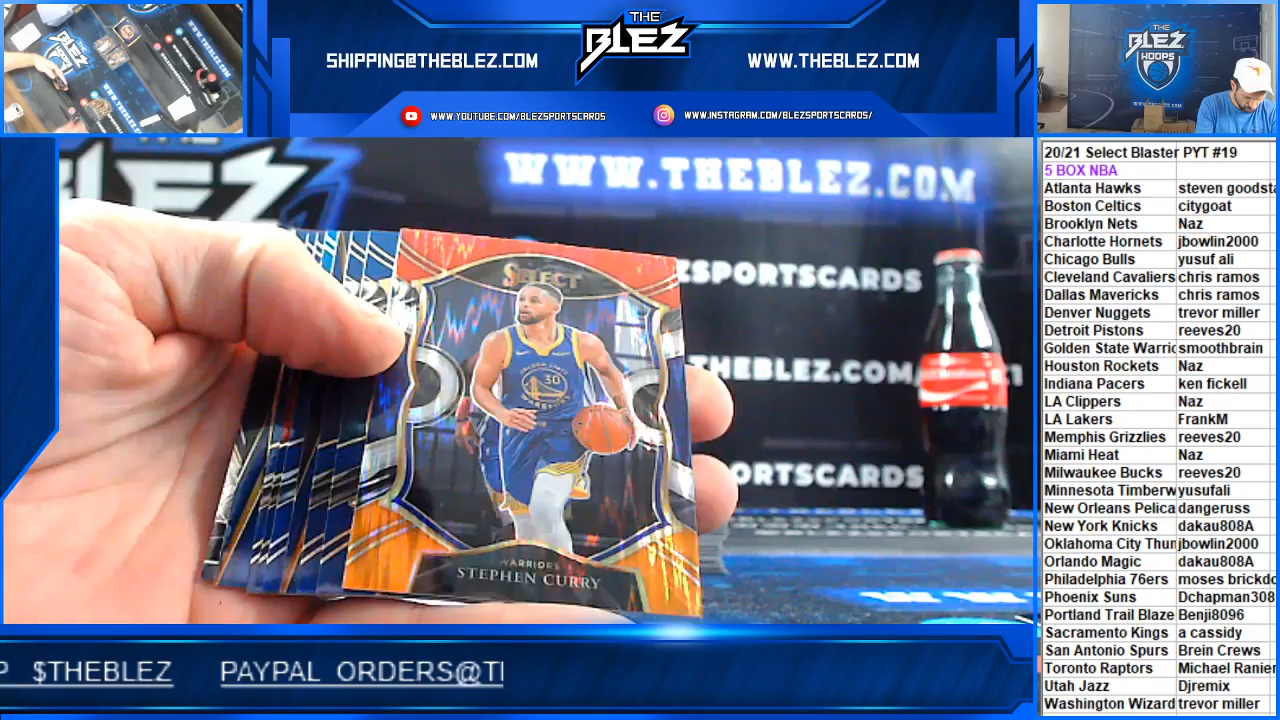 THE
BLEZ
SHIPPING@THEBLEZ.COM
WWW.THEBLEZ.COM
WWW.YOUTUBE.COM/BLEZSPORTSCARDS
WWW.INSTAGRAM.COM/BLEZSPORTSCARDS/
THE
BLEZ
HOOPS
WWW.THEBLEZ.COM
ZSPORTSCARDS
THEBLEZ.COM
SPORTSCARDS
SELECT
30
WARRIORS
STEPHEN CURRY
P $THEBLEZ
PAYPAL ORDERS@T
20/21 Select Blaster PYT #19
5 BOX NBA
Atlanta Hawks steven goodsta
Boston Celtics citygoat
Brooklyn Nets Naz
Charlotte Hornets jbowlin2000
Chicago Bulls yusuf ali
Cleveland Cavaliers chris ramos
Dallas Mavericks chris ramos
Denver Nuggets trevor miller
Detroit Pistons reeves20
Golden State Warric smoothbrain
Houston Rockets Naz
Indiana Pacers ken fickell
LA Clippers Naz
LA Lakers FrankM
Memphis Grizzlies reeves20
Miami Heat Naz
Milwaukee Bucks reeves20
Minnesota Timberw yusufali
New Orleans Pelica dangeruss
New York Knicks dakau808A
Oklahoma City Thun jbowlin2000
Orlando Magic dakau808A
Philadelphia 76ers moses brickdo
Phoenix Suns Dchapman308
Portland Trail Blaze Benji8096
Sacramento Kings a cassidy
San Antonio Spurs Brein Crews
Toronto Raptors Michael Ranier
Utah Jazz Djremix
Washington Wizard trevor miller